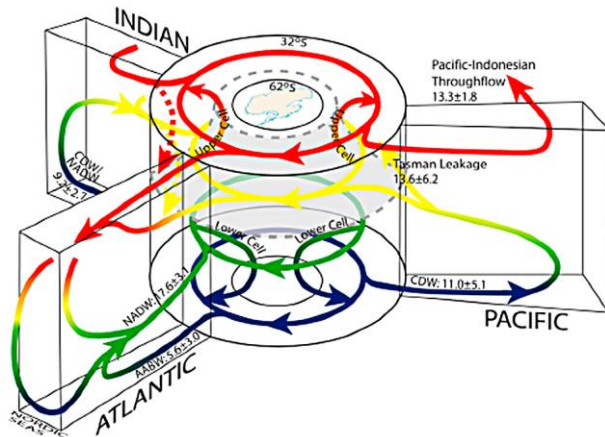 INDIAN
32°S
62°S
Upper Cell
Upper Cell
Pacific-Indonesian
Throughflow
13.3±1.8
Tasman Leakage
13.6±6.2
CDW/
NADW
9.2±2.7
Lower Cell
Lower Cell
NADW: 17.6±3.1
AABW: 5.6±3.0
CDW: 11.0±5.1
PACIFIC
ATLANTIC
NORDIC
SEAS